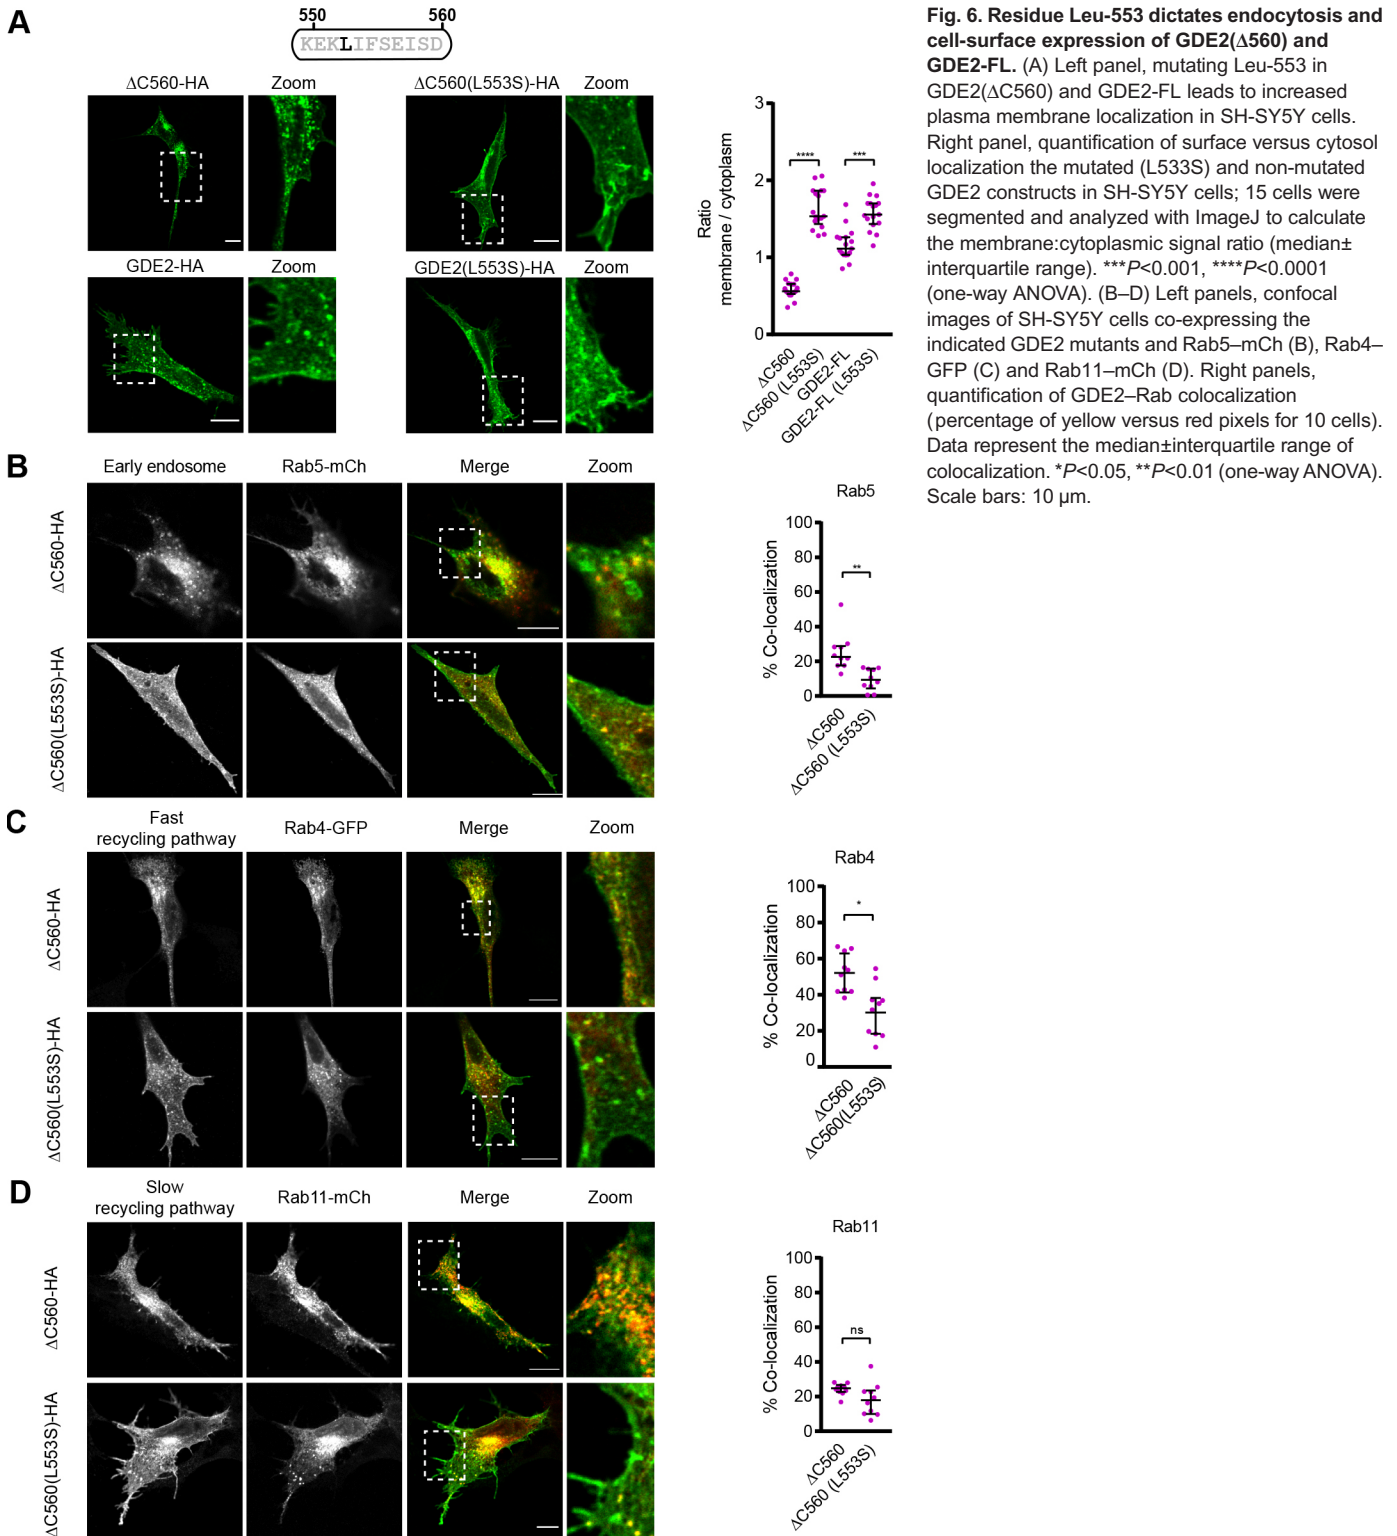 A
550 560
KEKLIFSEISD
ΔC560-HA Zoom ΔC560(L553S)-HA Zoom
GDE2-HA Zoom GDE2(L553S)-HA Zoom
Ratio
membrane / cytoplasm
3
2
1
0
**** ***
ΔC560
ΔC560 (L553S)
GDE2-FL
GDE2-FL (L553S)
Fig. 6. Residue Leu-553 dictates endocytosis and
cell-surface expression of GDE2(Δ560) and
GDE2-FL. (A) Left panel, mutating Leu-553 in
GDE2(ΔC560) and GDE2-FL leads to increased
plasma membrane localization in SH-SY5Y cells.
Right panel, quantification of surface versus cytosol
localization the mutated (L533S) and non-mutated
GDE2 constructs in SH-SY5Y cells; 15 cells were
segmented and analyzed with ImageJ to calculate
the membrane:cytoplasmic signal ratio (median±
interquartile range). ***P<0.001, ****P<0.0001
(one-way ANOVA). (B–D) Left panels, confocal
images of SH-SY5Y cells co-expressing the
indicated GDE2 mutants and Rab5–mCh (B), Rab4–
GFP (C) and Rab11–mCh (D). Right panels,
quantification of GDE2–Rab colocalization
(percentage of yellow versus red pixels for 10 cells).
Data represent the median±interquartile range of
colocalization. *P<0.05, **P<0.01 (one-way ANOVA).
Scale bars: 10 µm.
B
Early endosome Rab5-mCh Merge Zoom
ΔC560-HA
ΔC560(L553S)-HA
Rab5
% Co-localization
100
80
60
40
20
0
**
ΔC560
ΔC560 (L553S)
C
Fast
recycling pathway Rab4-GFP Merge Zoom
ΔC560-HA
ΔC560(L553S)-HA
Rab4
% Co-localization
100
80
60
40
20
0
*
ΔC560
ΔC560(L553S)
D
Slow
recycling pathway Rab11-mCh Merge Zoom
ΔC560-HA
ΔC560(L553S)-HA
Rab11
% Co-localization
100
80
60
40
20
0
ns
ΔC560
ΔC560 (L553S)